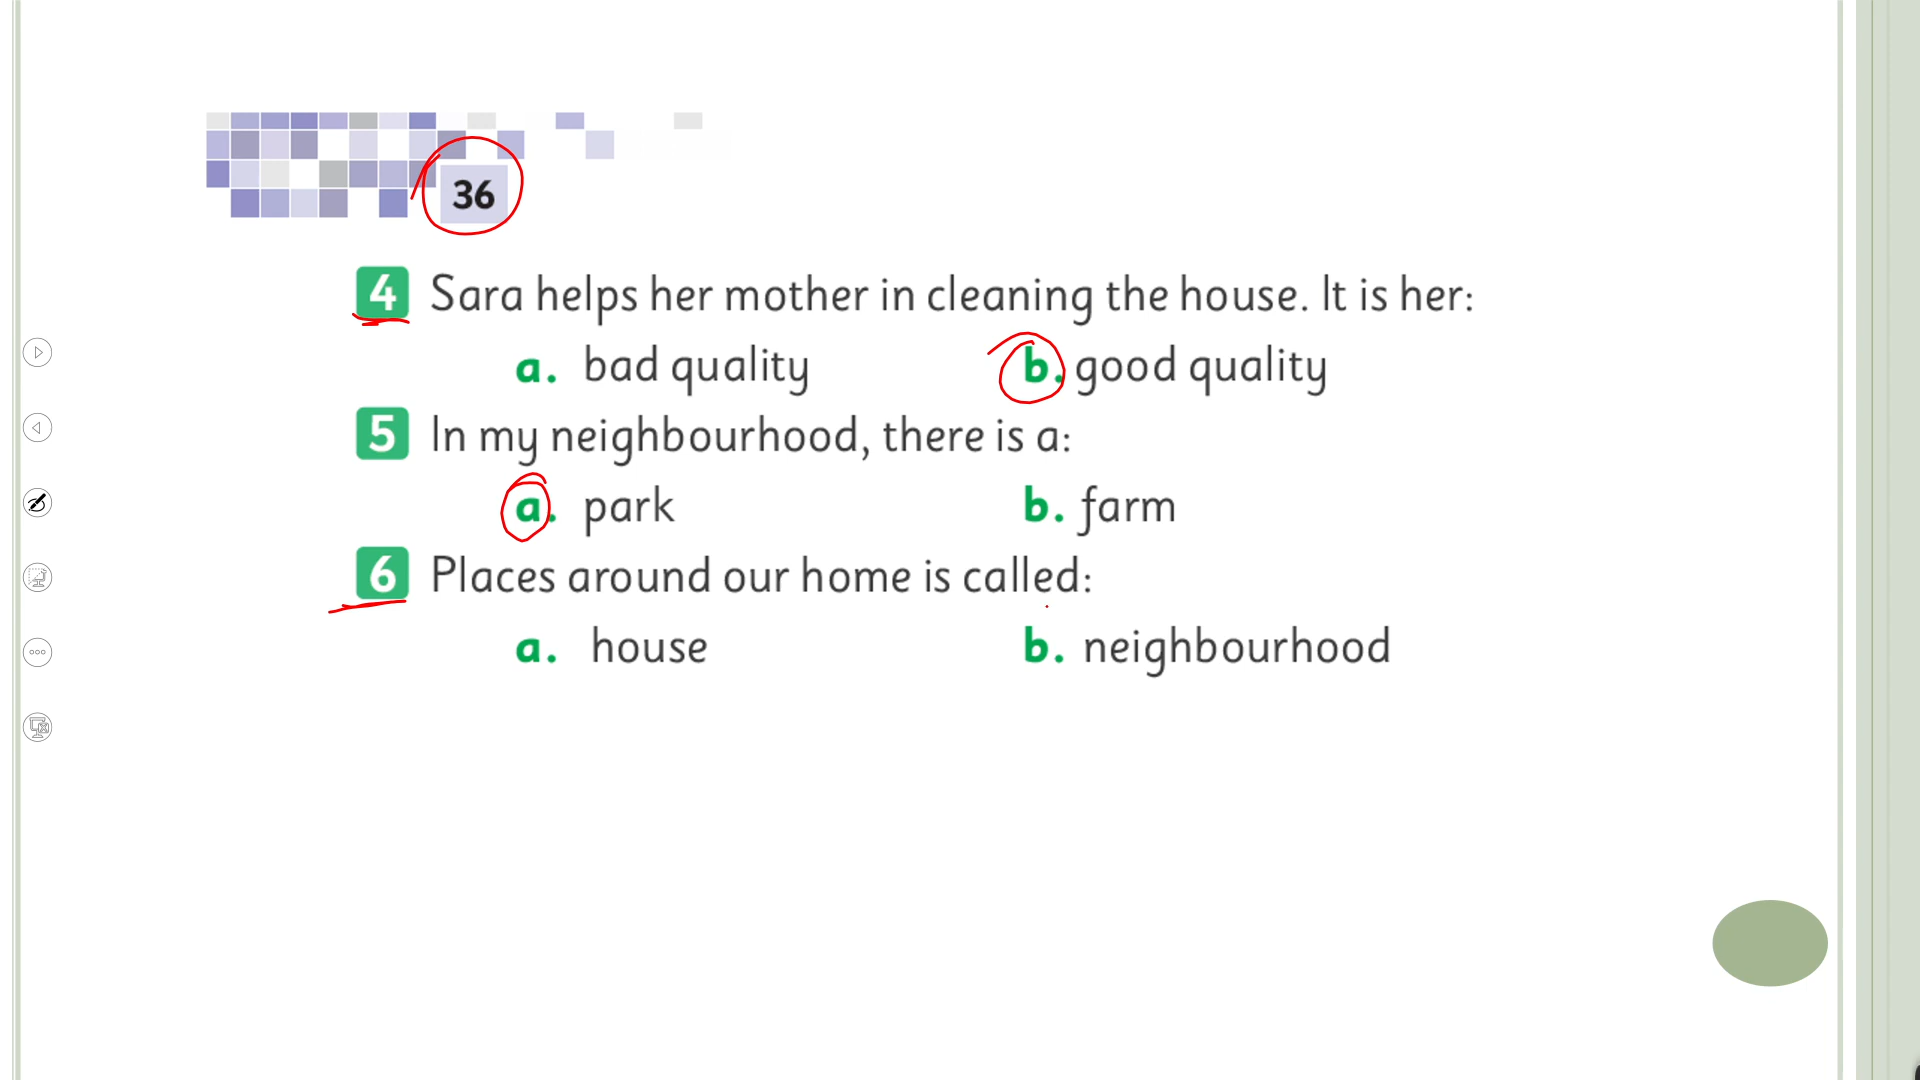 36
4 Sara helps her mother in cleaning the house. It is her:
a. bad quality b. good quality
5 In my neighbourhood, there is a:
a. park b. farm
6 Places around our home is called:
a. house b. neighbourhood